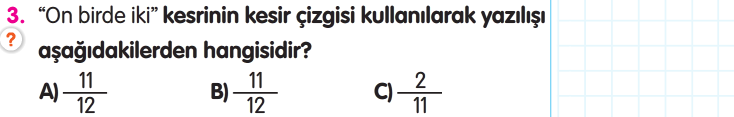 3. “On birde iki” kesrinin kesir çizgisi kullanılarak yazılışı
? aşağıdakilerden hangisidir?
A) 11/12 B) 11/12 C) 2/11